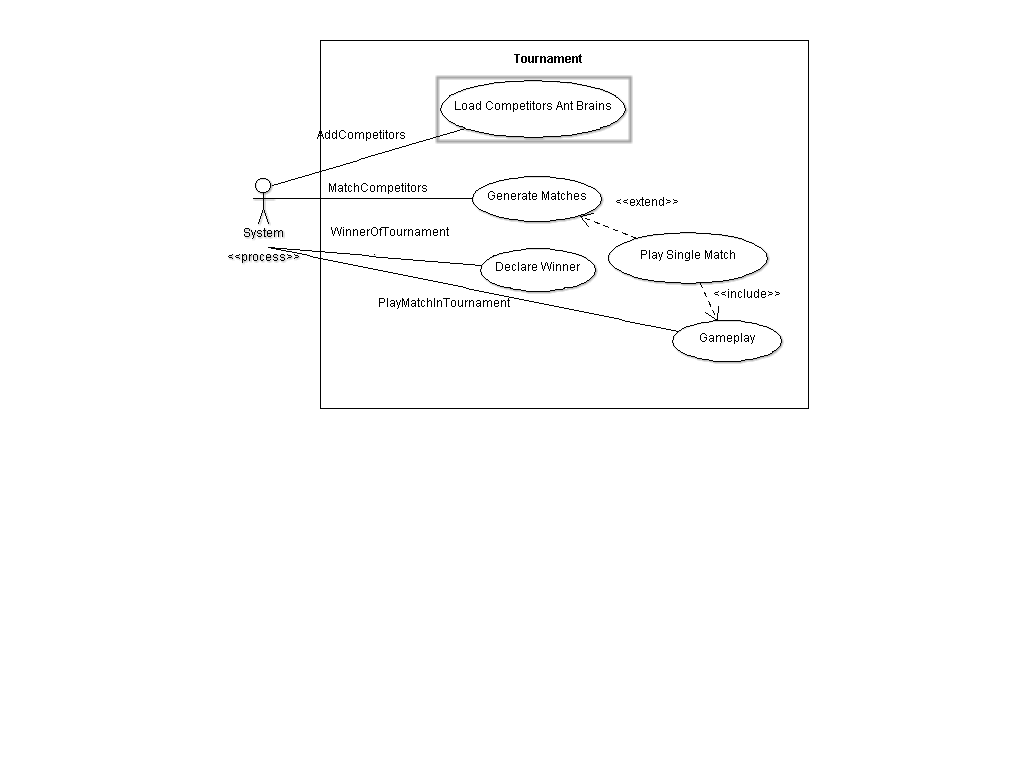 Tournament
Load Competitors Ant Brains
AddCompetitors
MatchCompetitors
Generate Matches
<<extend>>
System
WinnerOfTournament
<<process>>
Play Single Match
Declare Winner
<<include>>
PlayMatchInTournament
Gameplay